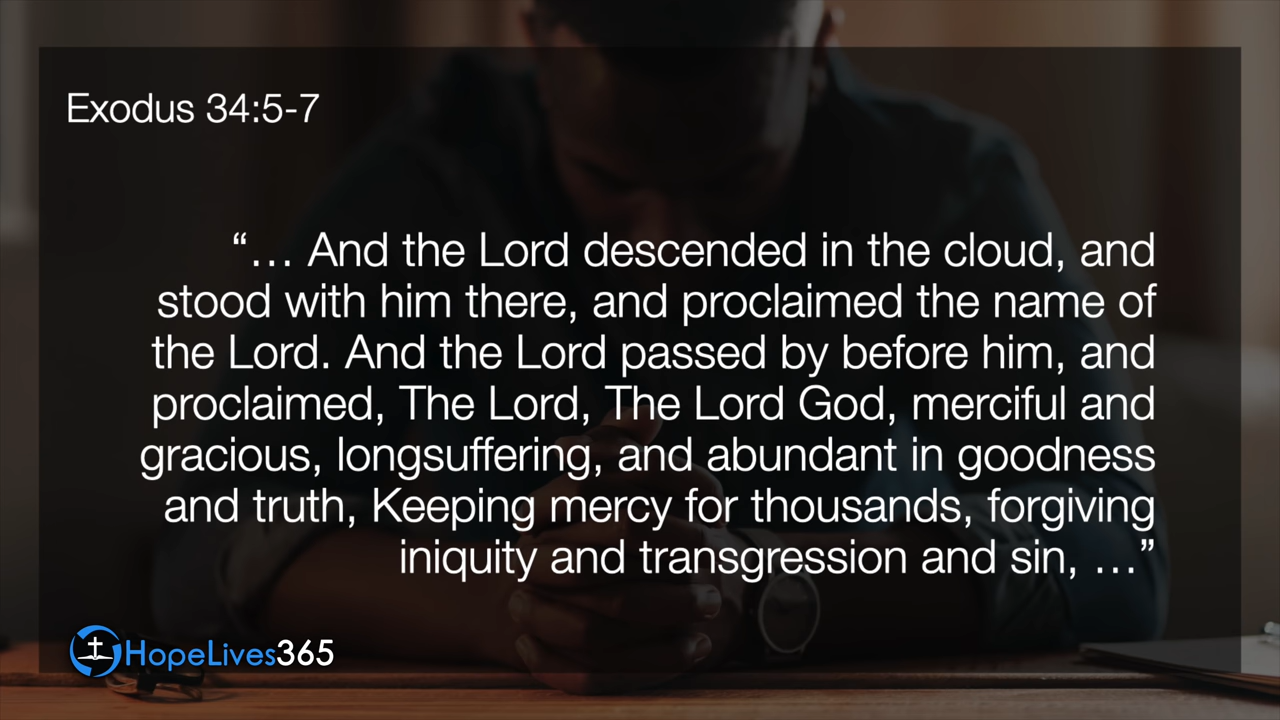 Exodus 34:5-7
“… And the Lord descended in the cloud, and
stood with him there, and proclaimed the name of
the Lord. And the Lord passed by before him, and
proclaimed, The Lord, The Lord God, merciful and
gracious, longsuffering, and abundant in goodness
and truth, Keeping mercy for thousands, forgiving
iniquity and transgression and sin, …”
HopeLives365